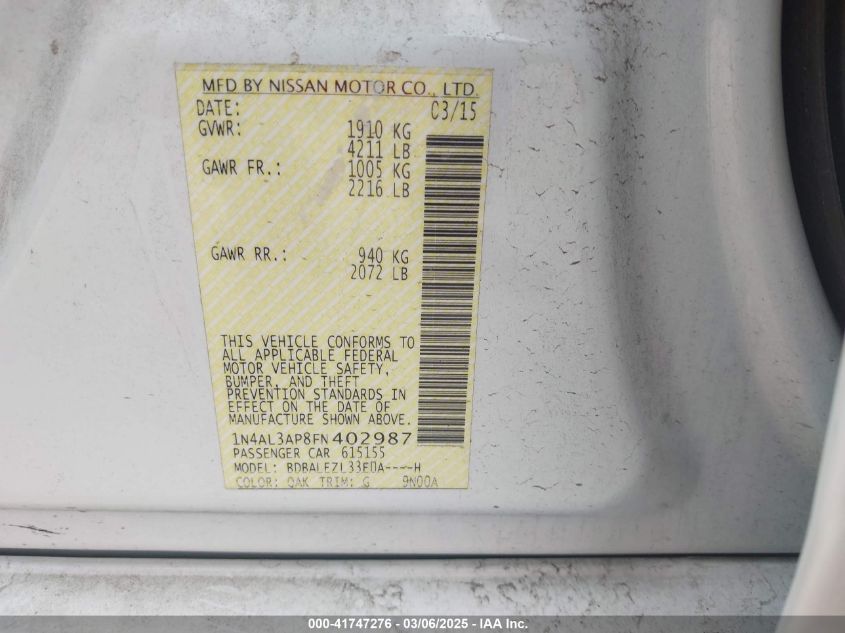 MFD BY NISSAN MOTOR CO., LTD.
DATE: 03/15
GVWR: 1910 KG
4211 LB
GAWR FR.: 1005 KG
2216 LB
GAWR RR.: 940 KG
2072 LB
THIS VEHICLE CONFORMS TO
ALL APPLICABLE FEDERAL
MOTOR VEHICLE SAFETY,
BUMPER, AND THEFT
PREVENTION STANDARDS IN
EFFECT ON THE DATE OF
MANUFACTURE SHOWN ABOVE.
1N4AL3AP8FN402987
PASSENGER CAR 615155
MODEL: BDBALEZL33EDA----H
COLOR: QAK TRIM: G 9N00A
000-41747276 - 03/06/2025 - © IAA Inc.